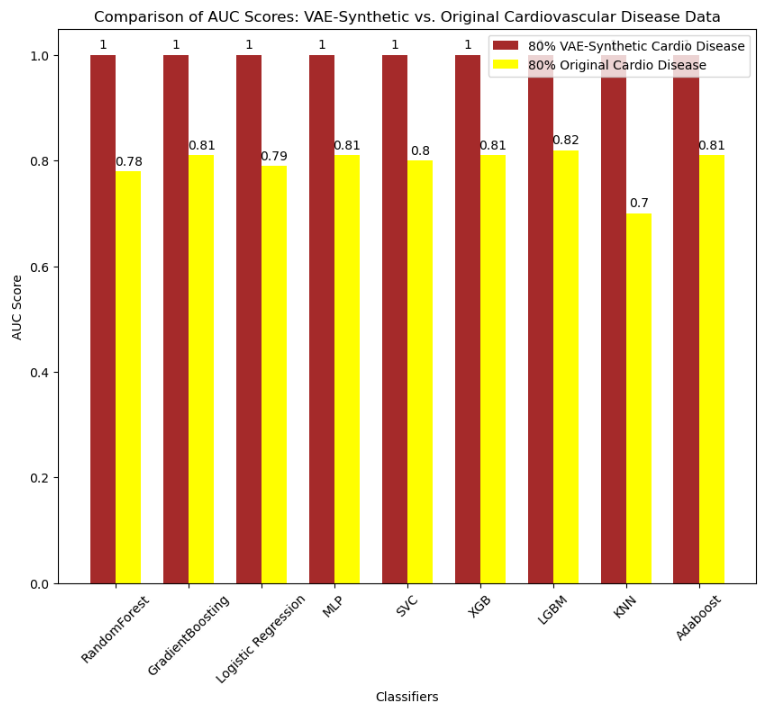 Comparison of AUC Scores: VAE-Synthetic vs. Original Cardiovascular Disease Data
80% VAE-Synthetic Cardio Disease
80% Original Cardio Disease
1 1 1 1 1 1
0.78 0.81 0.79 0.81 0.8 0.81 0.82 0.7 0.81
AUC Score
1.0
0.8
0.6
0.4
0.2
0.0
RandomForest
GradientBoosting
Logistic Regression
MLP
SVC
XGB
LGBM
KNN
Adaboost
Classifiers